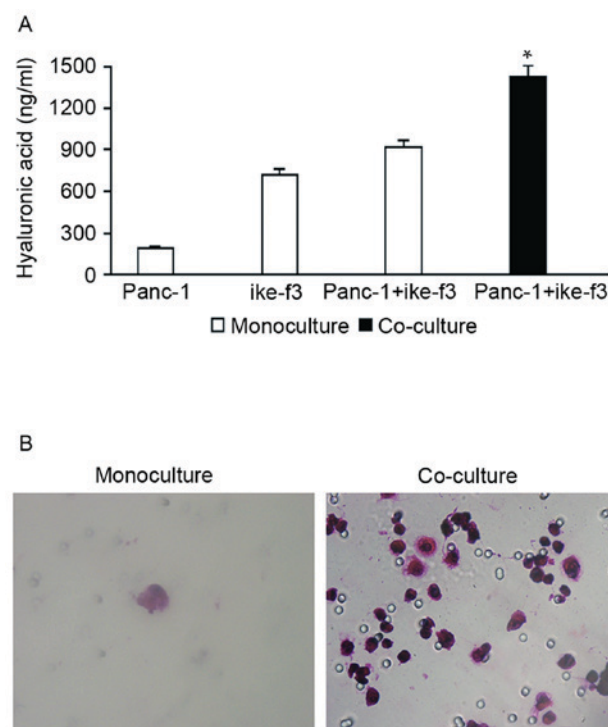 A
Hyaluronic acid (ng/ml)
1500
1200
900
600
300
0
*
Panc-1 ike-f3 Panc-1+ike-f3 Panc-1+ike-f3
Monoculture Co-culture
B
Monoculture Co-culture